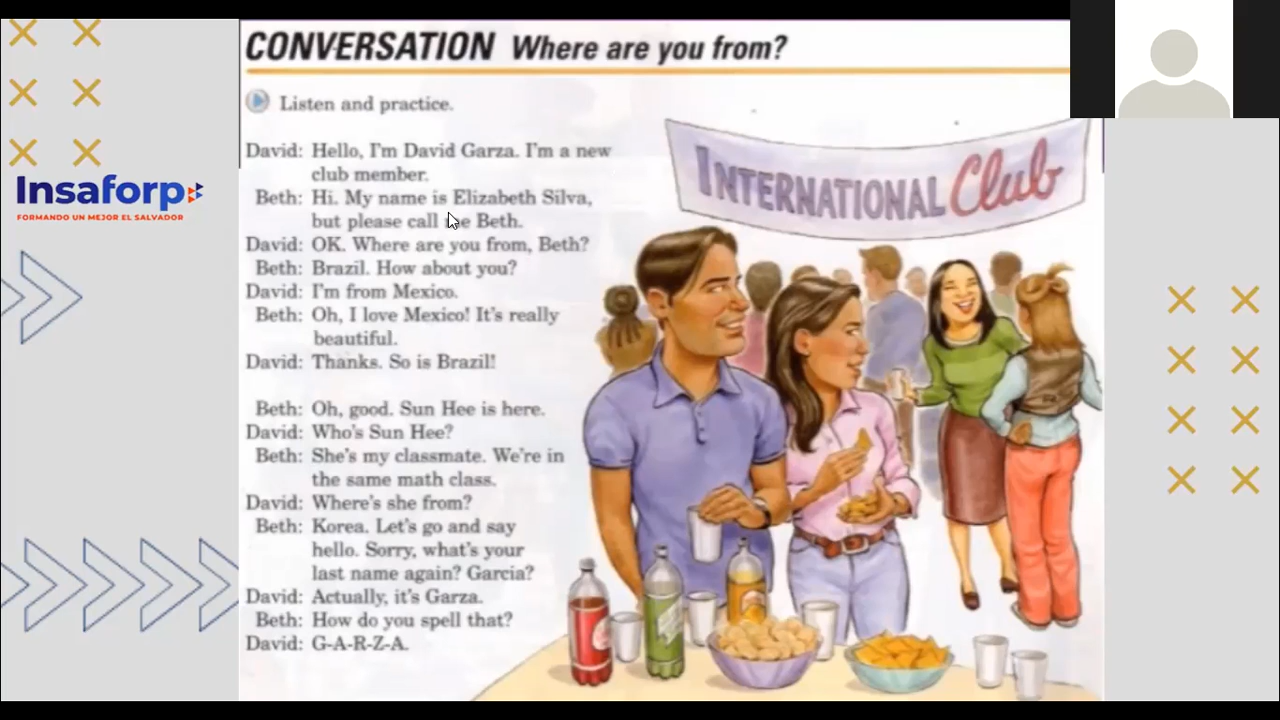 CONVERSATION Where are you from?
Listen and practice.
INTERNATIONAL Club
Insaforp
FORMANDO UN MEJOR EL SALVADOR
David: Hello, I'm David Garza. I'm a new
club member.
Beth: Hi. My name is Elizabeth Silva,
but please call me Beth.
David: OK. Where are you from, Beth?
Beth: Brazil. How about you?
David: I'm from Mexico.
Beth: Oh, I love Mexico! It's really
beautiful.
David: Thanks. So is Brazil!
Beth: Oh, good. Sun Hee is here.
David: Who's Sun Hee?
Beth: She's my classmate. We're in
the same math class.
David: Where's she from?
Beth: Korea. Let's go and say
hello. Sorry, what's your
last name again? Garcia?
David: Actually, it's Garza.
Beth: How do you spell that?
David: G-A-R-Z-A.